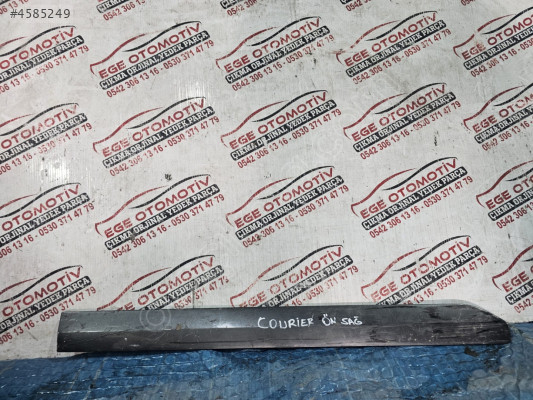 #4585249
EGE OTOMOTİV
ÇIKMA ORJİNAL YEDEK PARÇA
0542 306 13 16 - 0530 371 47 79
COURIER ÖN SAĞ